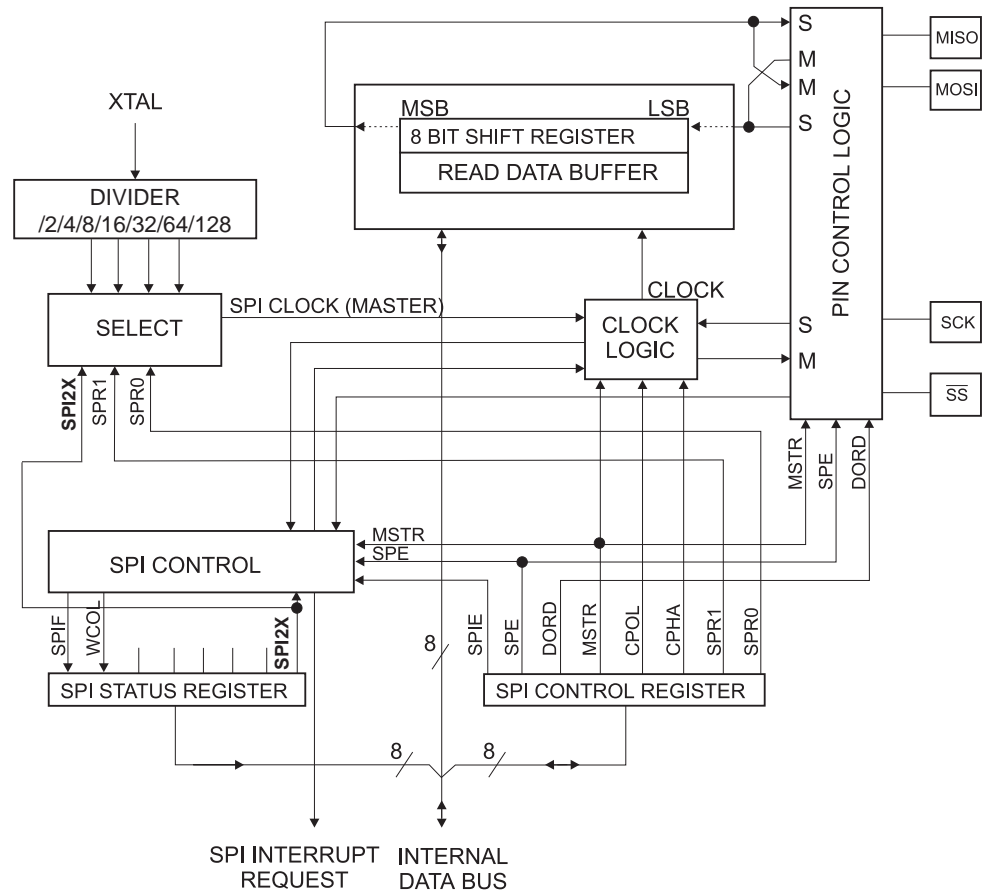 S
MISO
M
XTAL
MSB
LSB
M
MOSI
8 BIT SHIFT REGISTER
S
READ DATA BUFFER
DIVIDER
/2/4/8/16/32/64/128
PIN CONTROL LOGIC
CLOCK
SPI CLOCK (MASTER)
SELECT
CLOCK
LOGIC
S
SCK
M
SPI2X
SPR1
SPR0
SS
MSTR
SPE
DORD
MSTR
SPE
SPI CONTROL
SPIF
WCOL
SPI2X
8
SPIE
SPE
DORD
MSTR
CPOL
CPHA
SPR1
SPR0
SPI STATUS REGISTER
SPI CONTROL REGISTER
8
8
SPI INTERRUPT
REQUEST
INTERNAL
DATA BUS